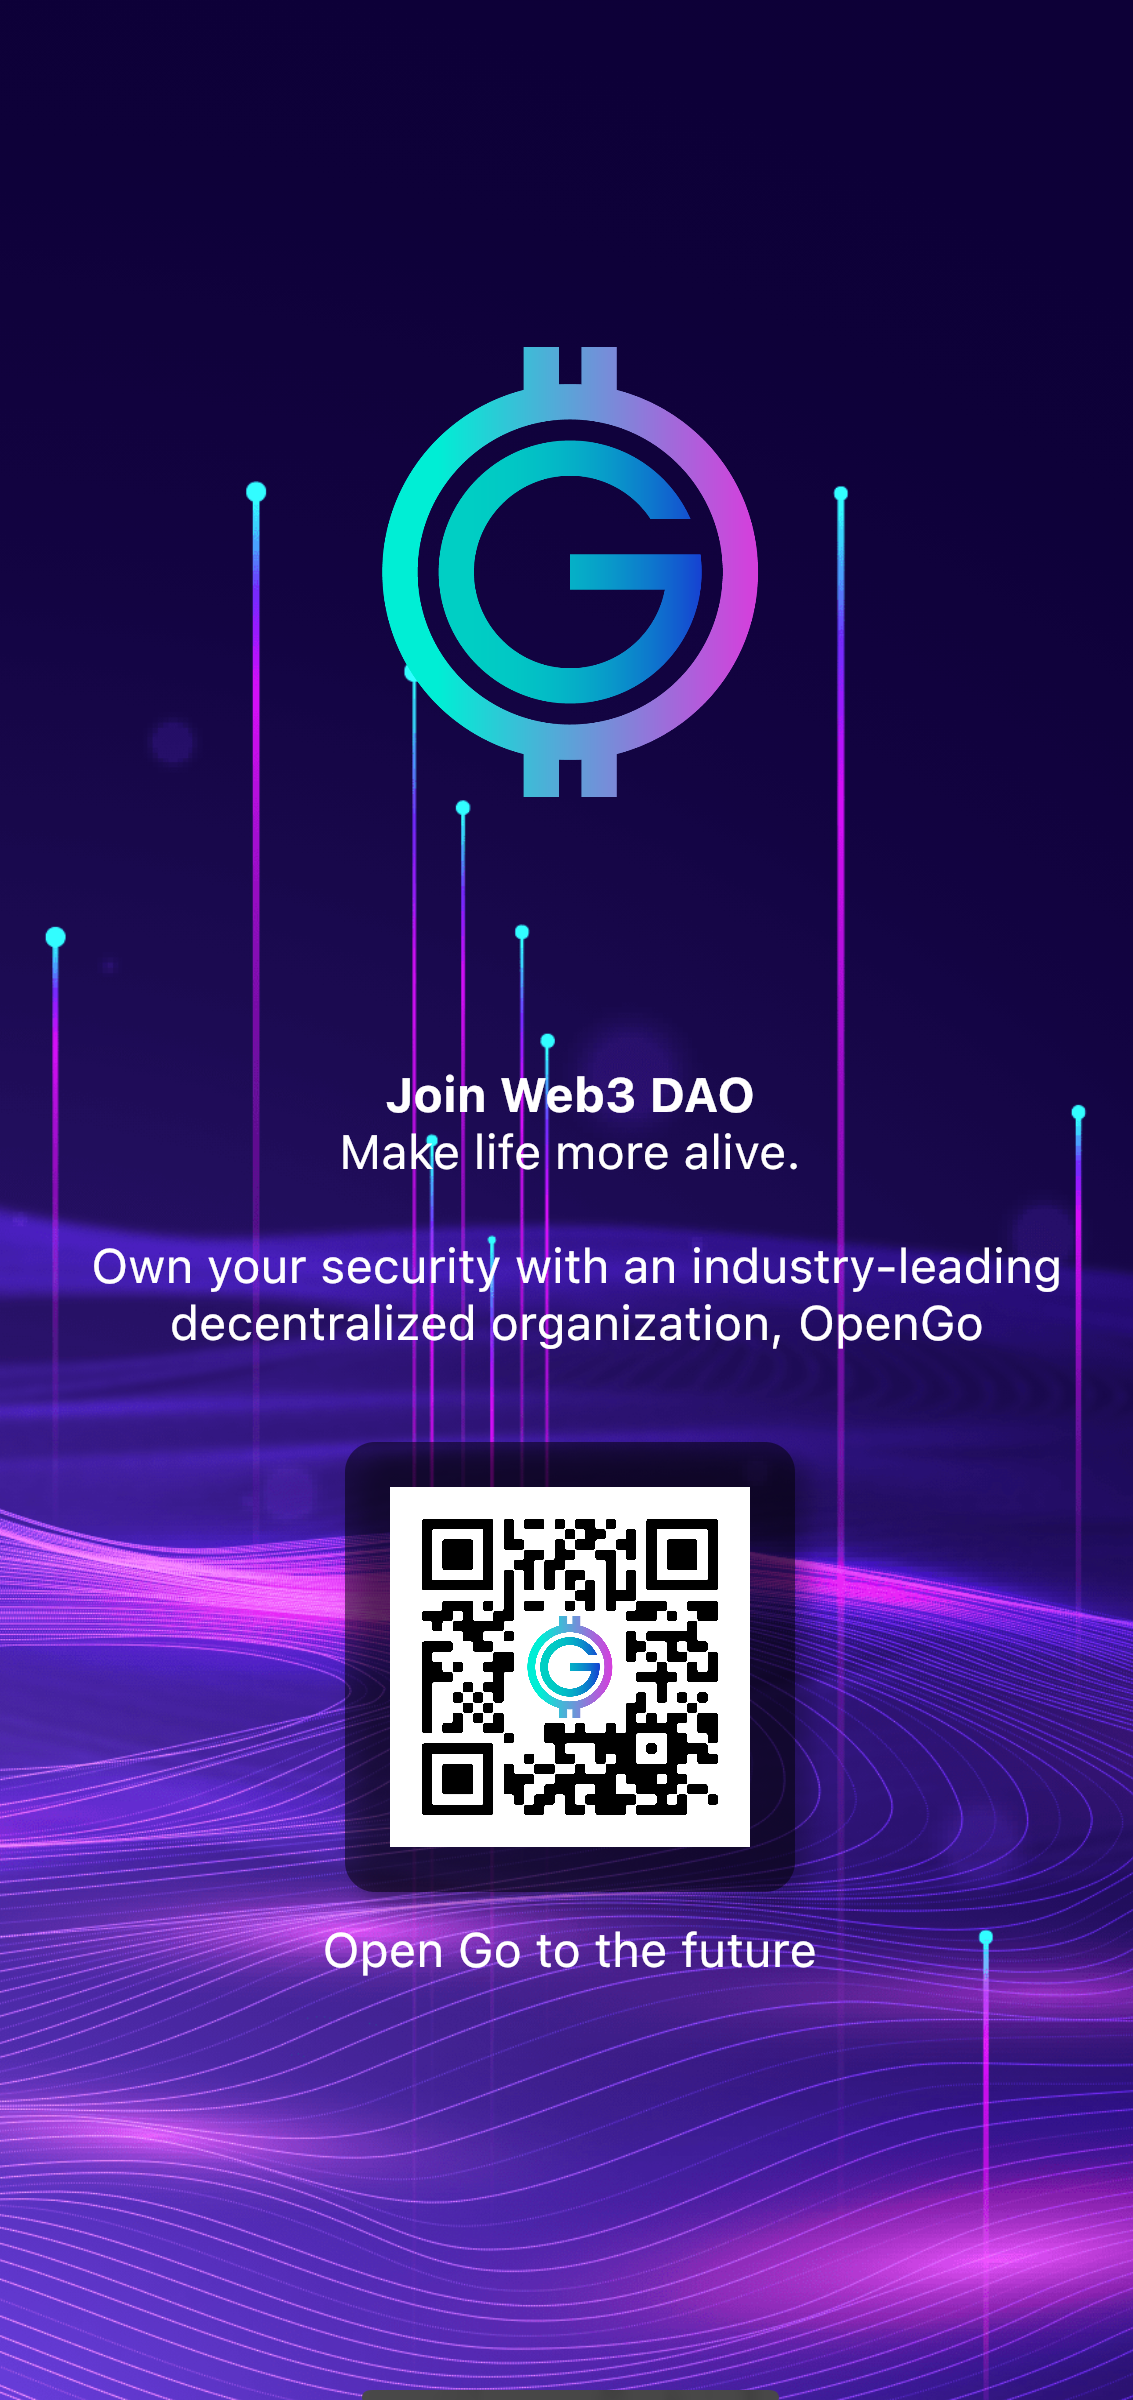 Join Web3 DAO
Make life more alive.
Own your security with an industry-leading
decentralized organization, OpenGo
Open Go to the future